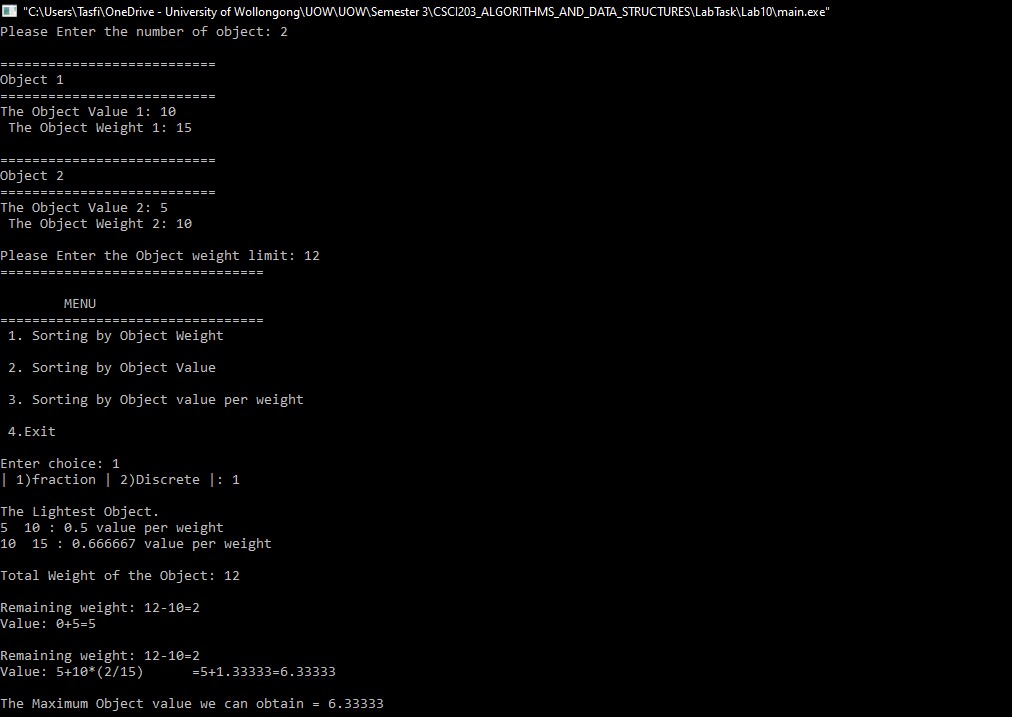 "C:\Users\Tasfi\OneDrive - University of Wollongong\UOW\UOW\Semester 3\CSCI203_ALGORITHMS_AND_DATA_STRUCTURES\LabTask\Lab10\main.exe"
Please Enter the number of object: 2
===========================
Object 1
===========================
The Object Value 1: 10
The Object Weight 1: 15
===========================
Object 2
===========================
The Object Value 2: 5
The Object Weight 2: 10
Please Enter the Object weight limit: 12
=================================
MENU
=================================
1. Sorting by Object Weight
2. Sorting by Object Value
3. Sorting by Object value per weight
4.Exit
Enter choice: 1
| 1)fraction | 2)Discrete |: 1
The Lightest Object.
5  10 : 0.5 value per weight
10  15 : 0.666667 value per weight
Total Weight of the Object: 12
Remaining weight: 12-10=2
Value: 0+5=5
Remaining weight: 12-10=2
Value: 5+10*(2/15)      =5+1.33333=6.33333
The Maximum Object value we can obtain = 6.33333